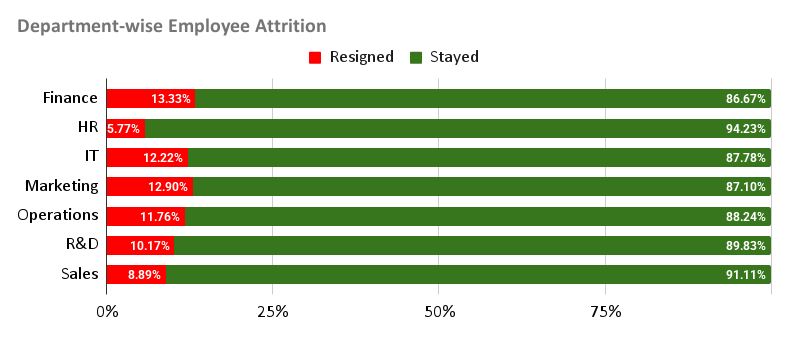 Department-wise Employee Attrition
Resigned Stayed
Finance 13.33% 86.67%
HR 5.77% 94.23%
IT 12.22% 87.78%
Marketing 12.90% 87.10%
Operations 11.76% 88.24%
R&D 10.17% 89.83%
Sales 8.89% 91.11%
0% 25% 50% 75%